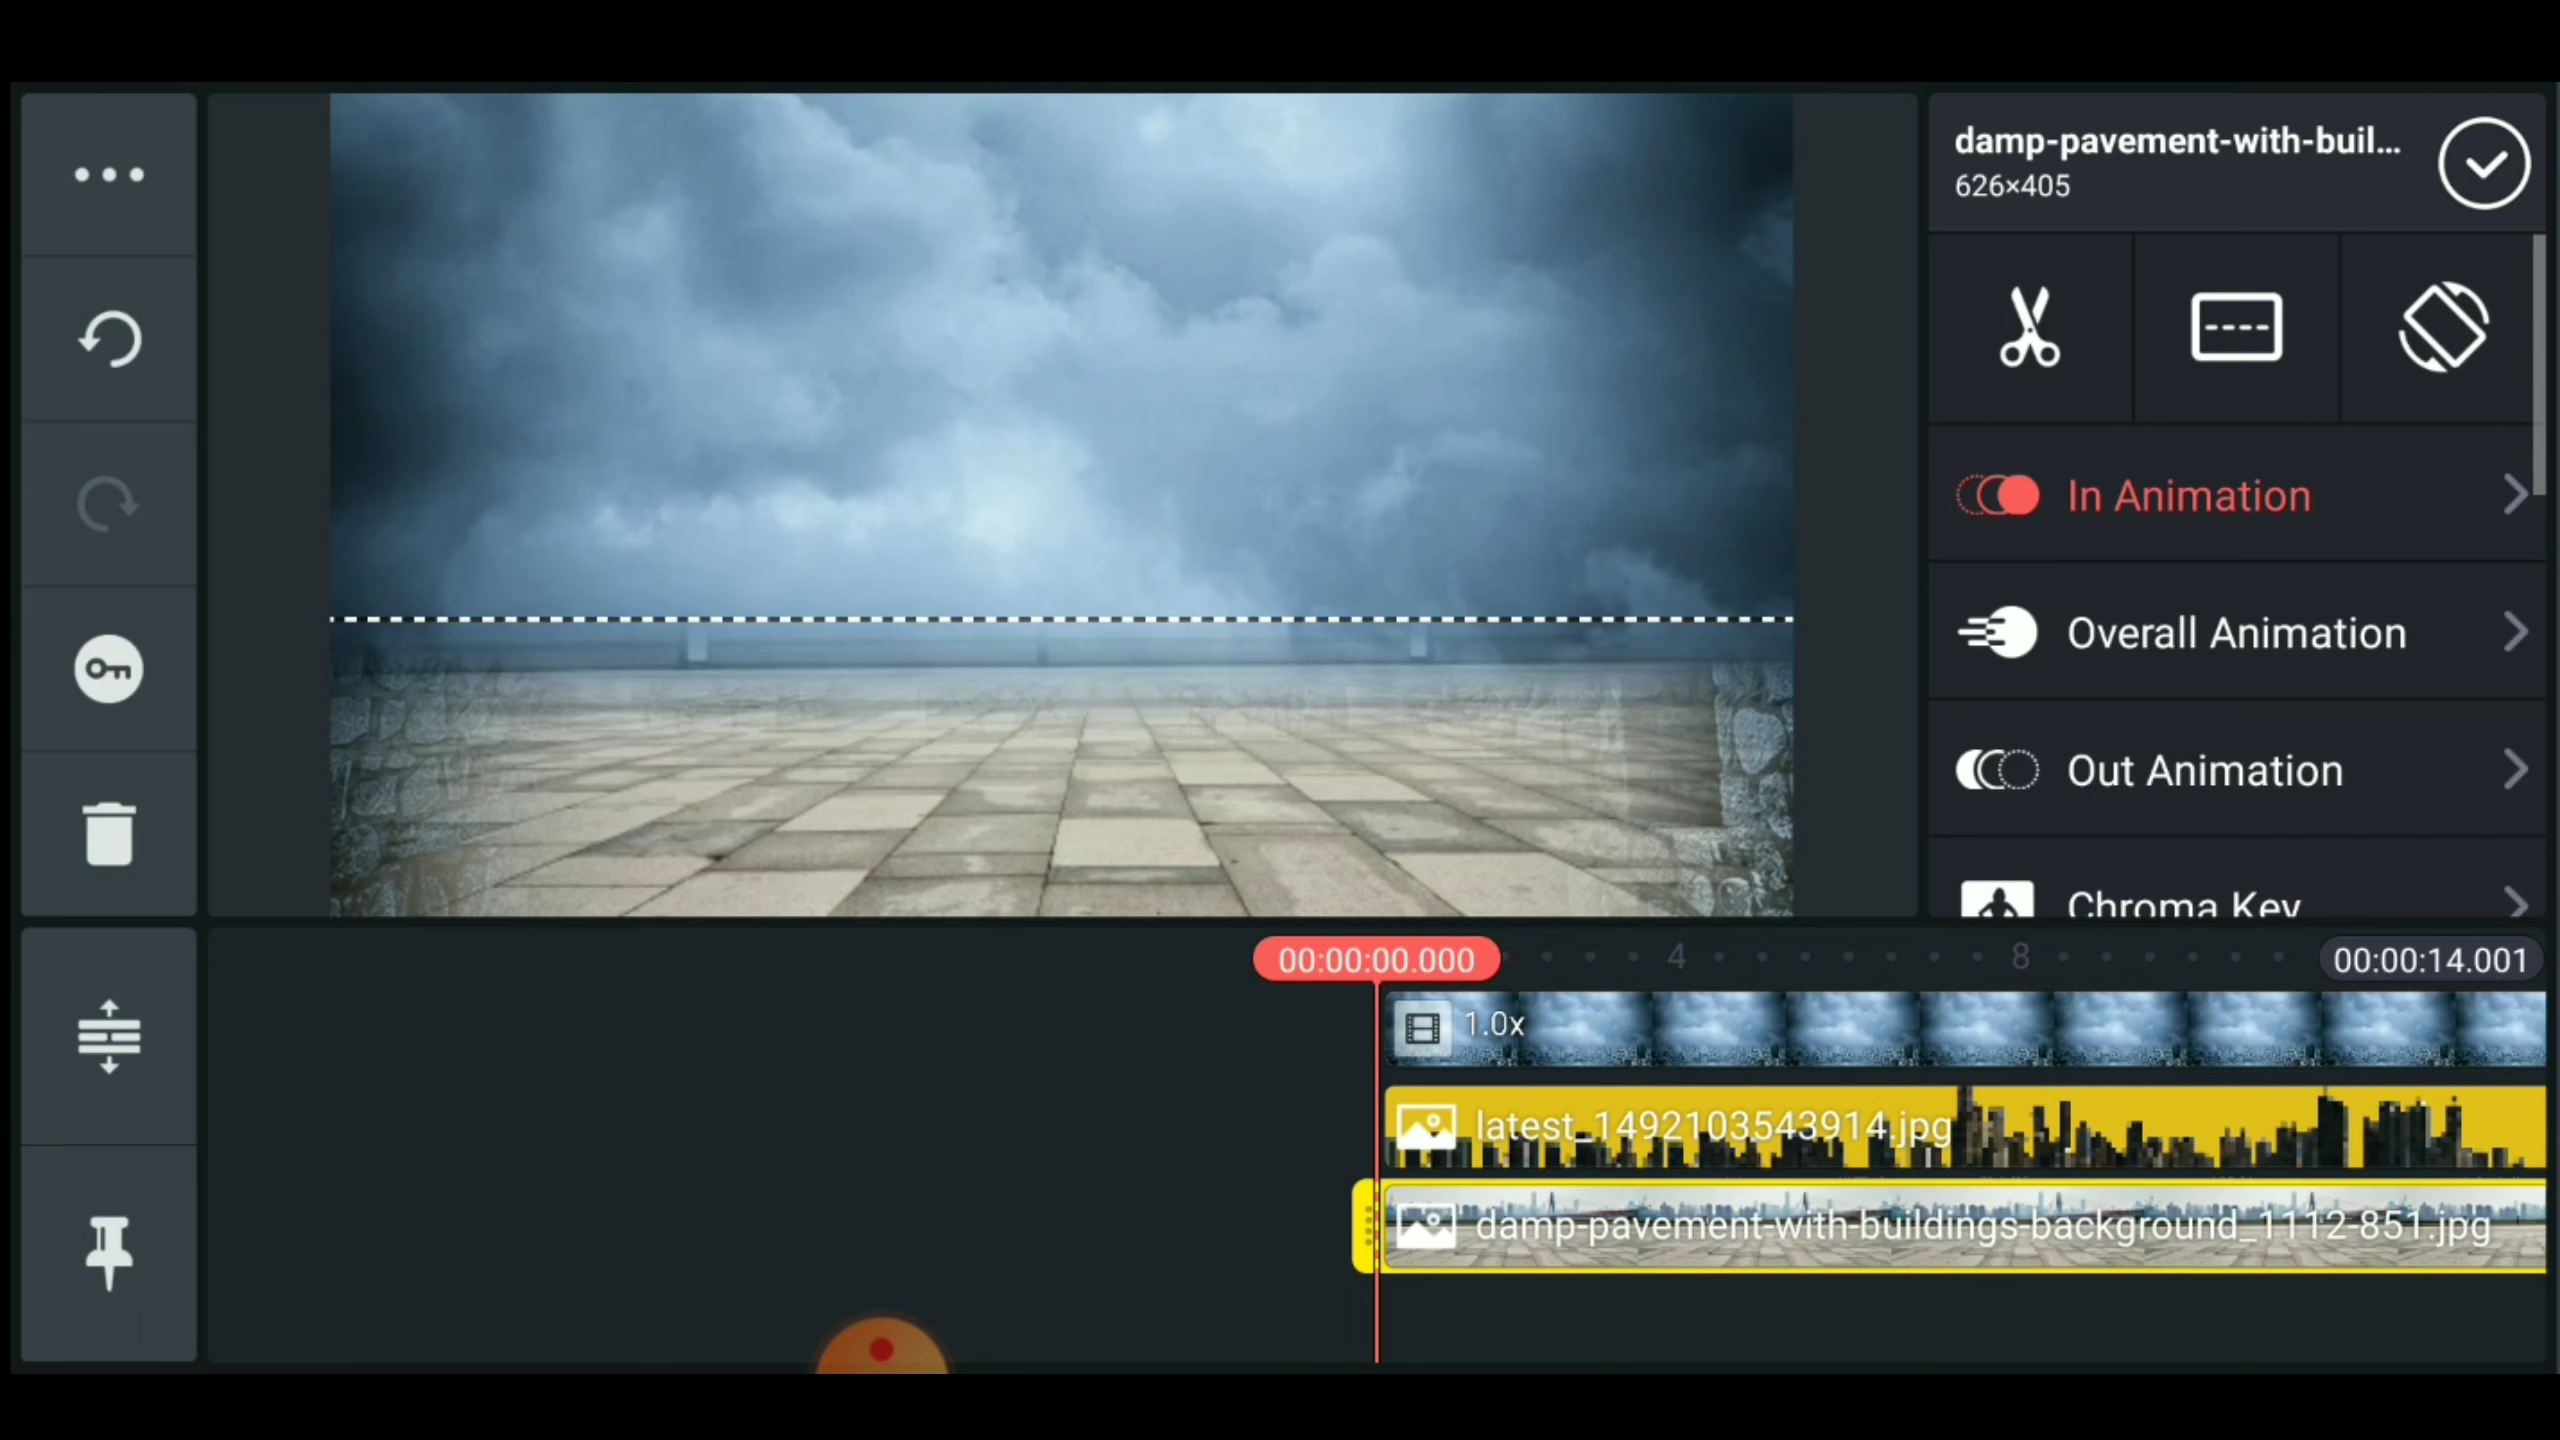 damp-pavement-with-buil...
626×405
In Animation
Overall Animation
Out Animation
Chroma Key
00:00:00.000
4
8
00:00:14.001
1.0x
latest_1492103543914.jpg
damp-pavement-with-buildings-background_1112-851.jpg